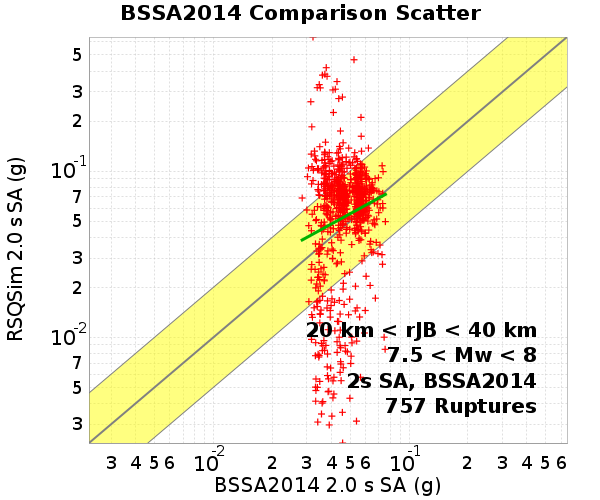 BSSA2014 Comparison Scatter
RSQSim 2.0 s SA (g)
5
3
2
10-1
7
5
3
2
10-2
7
5
3
20 km < rJB < 40 km
7.5 < Mw < 8
2s SA, BSSA2014
757 Ruptures
3 4 5 6 10-2 2 3 4 5 6 10-1 2 3 4 5 6
BSSA2014 2.0 s SA (g)